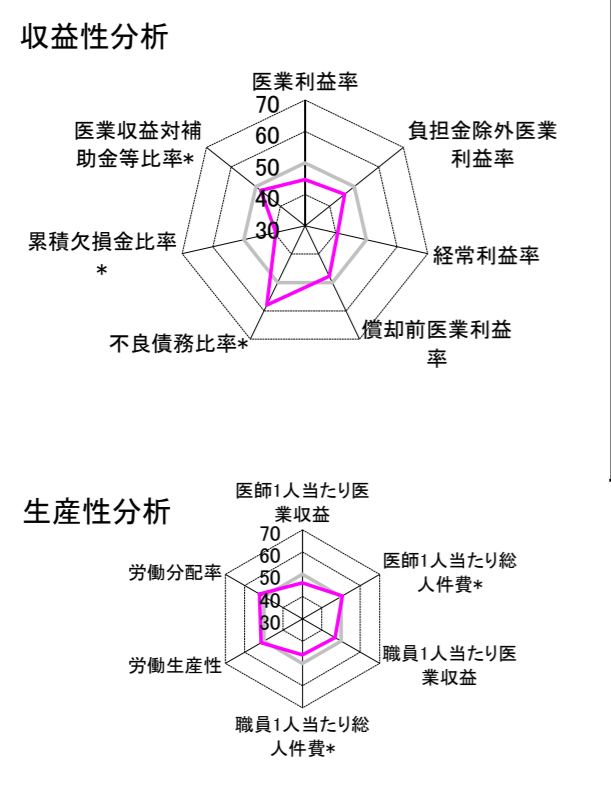 収益性分析
医業利益率
70
60
50
40
30
負担金除外医業
利益率
経常利益率
償却前医業利益
率
不良債務比率*
累積欠損金比率
*
医業収益対補
助金等比率*
生産性分析
医師1人当たり医
業収益
70
60
50
40
30
医師1人当たり総
人件費*
職員1人当たり医
業収益
職員1人当たり総
人件費*
労働生産性
労働分配率